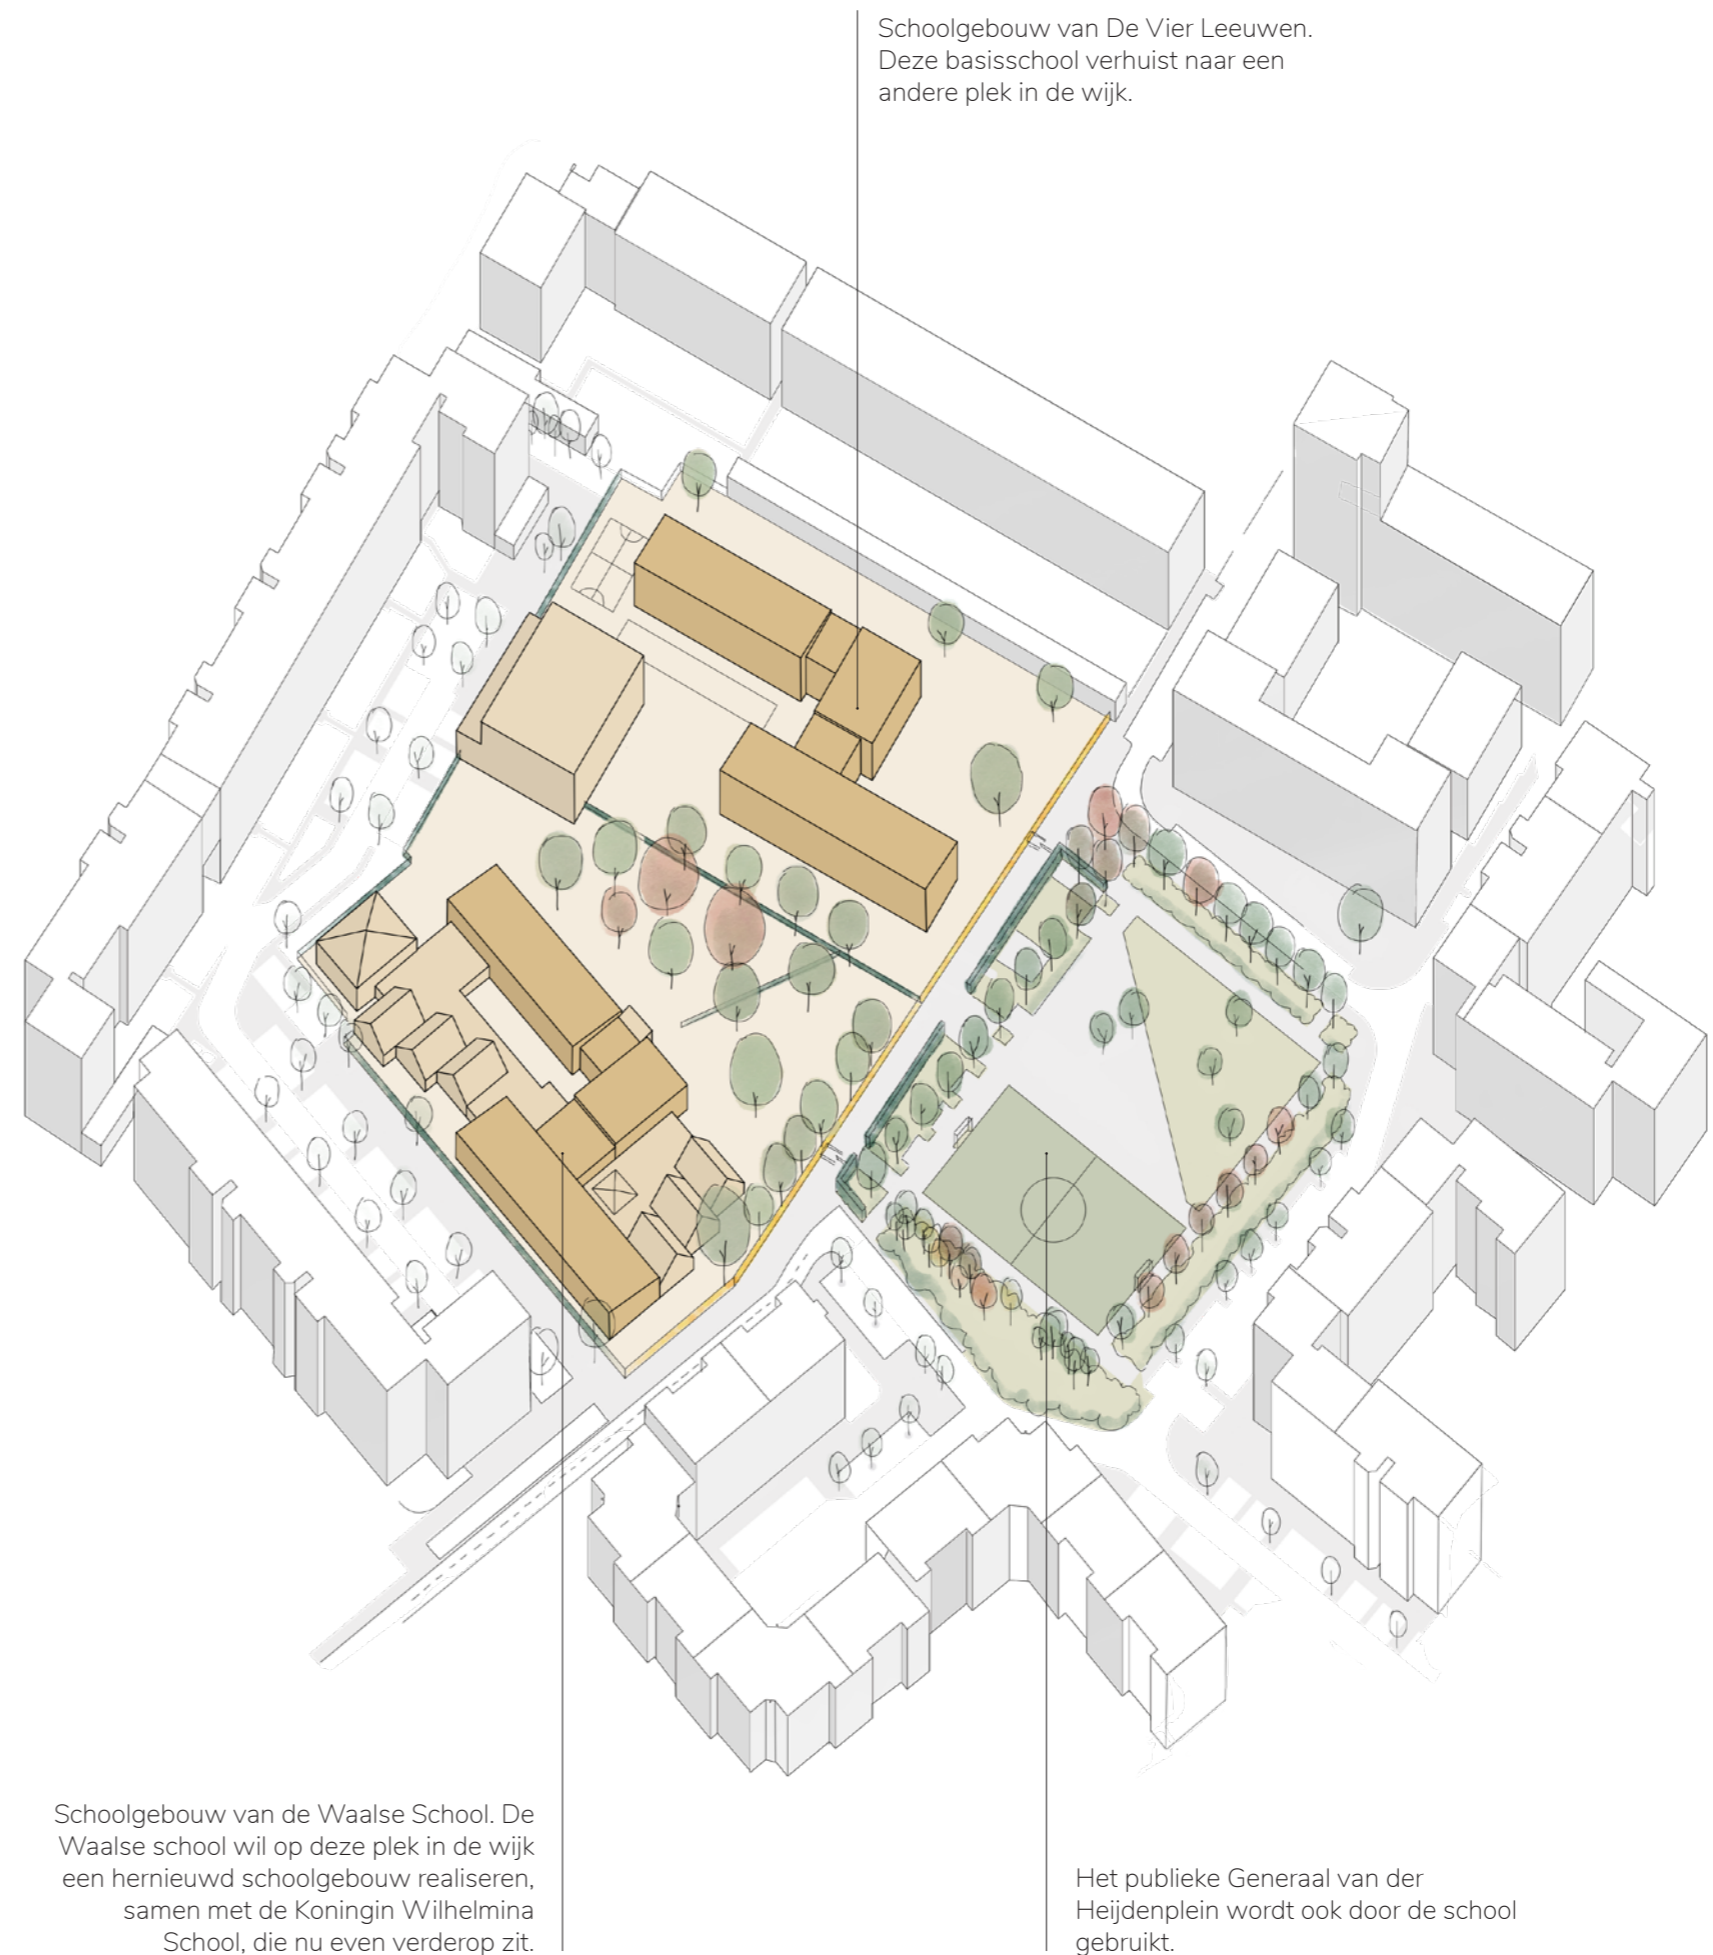 Schoolgebouw van De Vier Leeuwen.
Deze basisschool verhuist naar een
andere plek in de wijk.
Schoolgebouw van de Waalse School. De
Waalse school wil op deze plek in de wijk
een hernieuwd schoolgebouw realiseren,
samen met de Koningin Wilhelmina
School, die nu even verderop zit.
Het publieke Generaal van der
Heijdenplein wordt ook door de school
gebruikt.